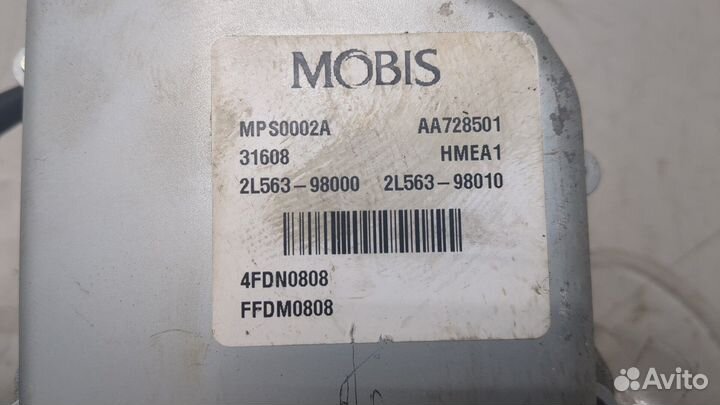 MOBIS
MPS0002A AA728501
31608 HMEA1
2L563-98000 2L563-98010
4FDN0808
FFDM0808
Avito